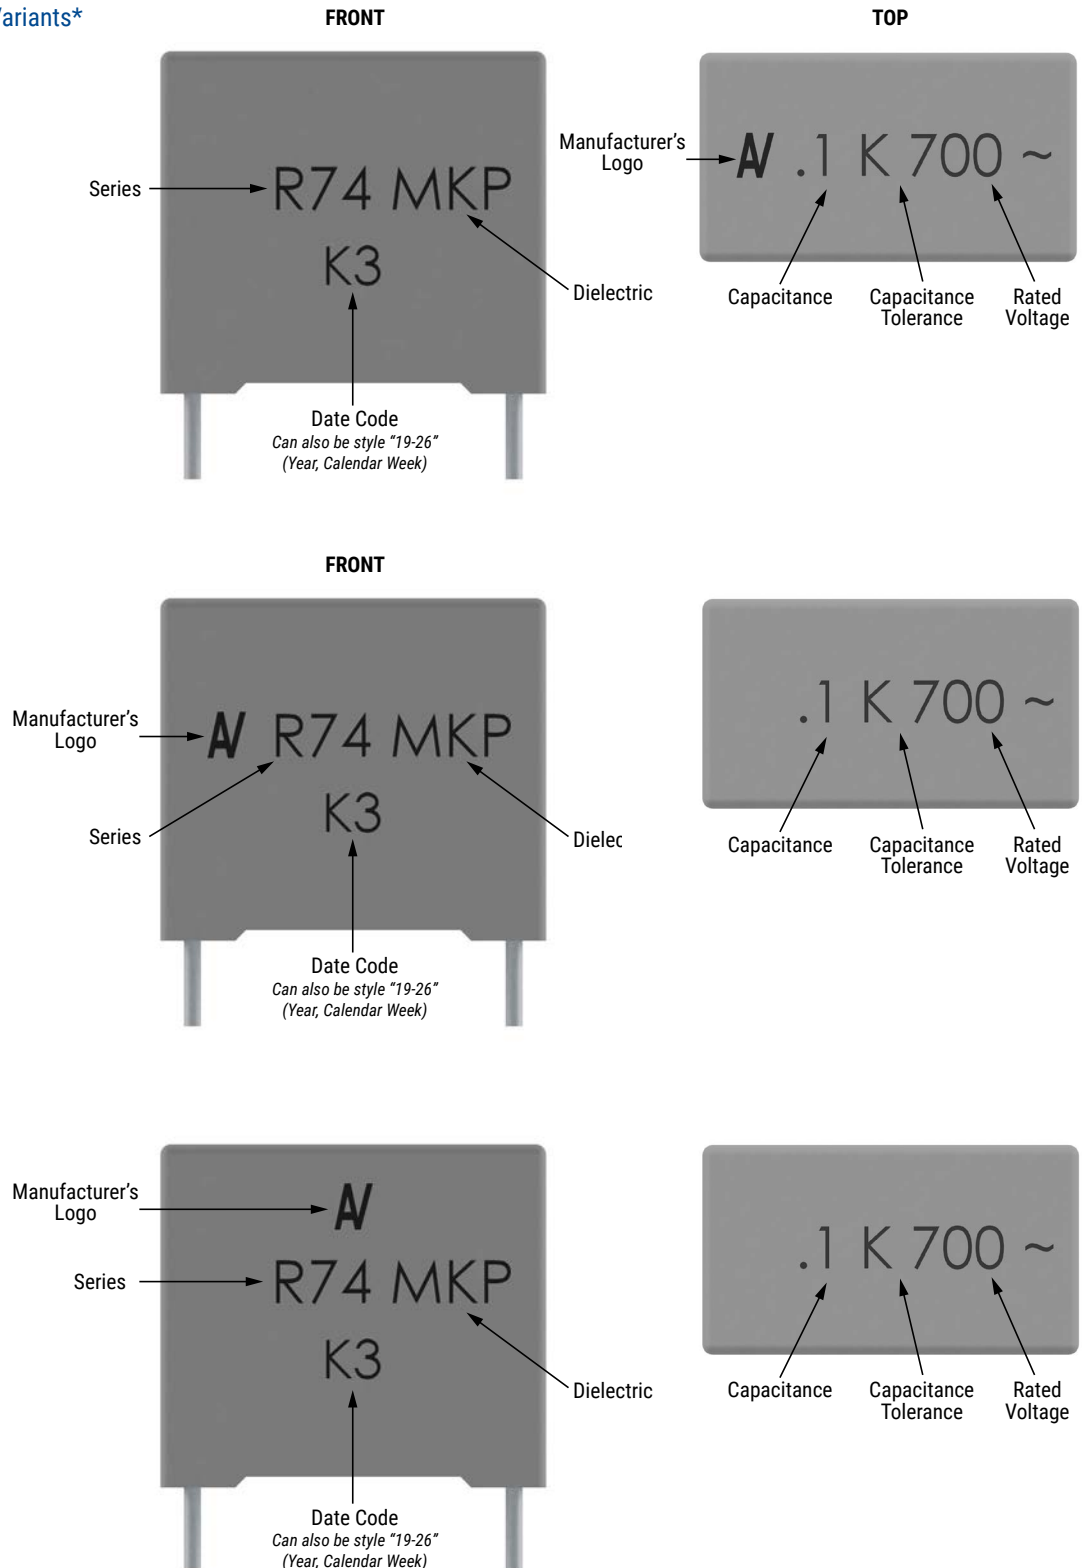 Variants*
FRONT
TOP
Manufacturer's
Logo
AV .1 K 700 ~
Series
R74 MKP
K3
Dielectric
Capacitance
Capacitance
Tolerance
Rated
Voltage
Date Code
Can also be style “19-26”
(Year, Calendar Week)
FRONT
Manufacturer's
Logo
AV R74 MKP
.1 K 700 ~
K3
Series
Dielec
Capacitance
Capacitance
Tolerance
Rated
Voltage
Date Code
Can also be style “19-26”
(Year, Calendar Week)
Manufacturer's
Logo
AV
.1 K 700 ~
Series
R74 MKP
K3
Dielectric
Capacitance
Capacitance
Tolerance
Rated
Voltage
Date Code
Can also be style “19-26”
(Year, Calendar Week)